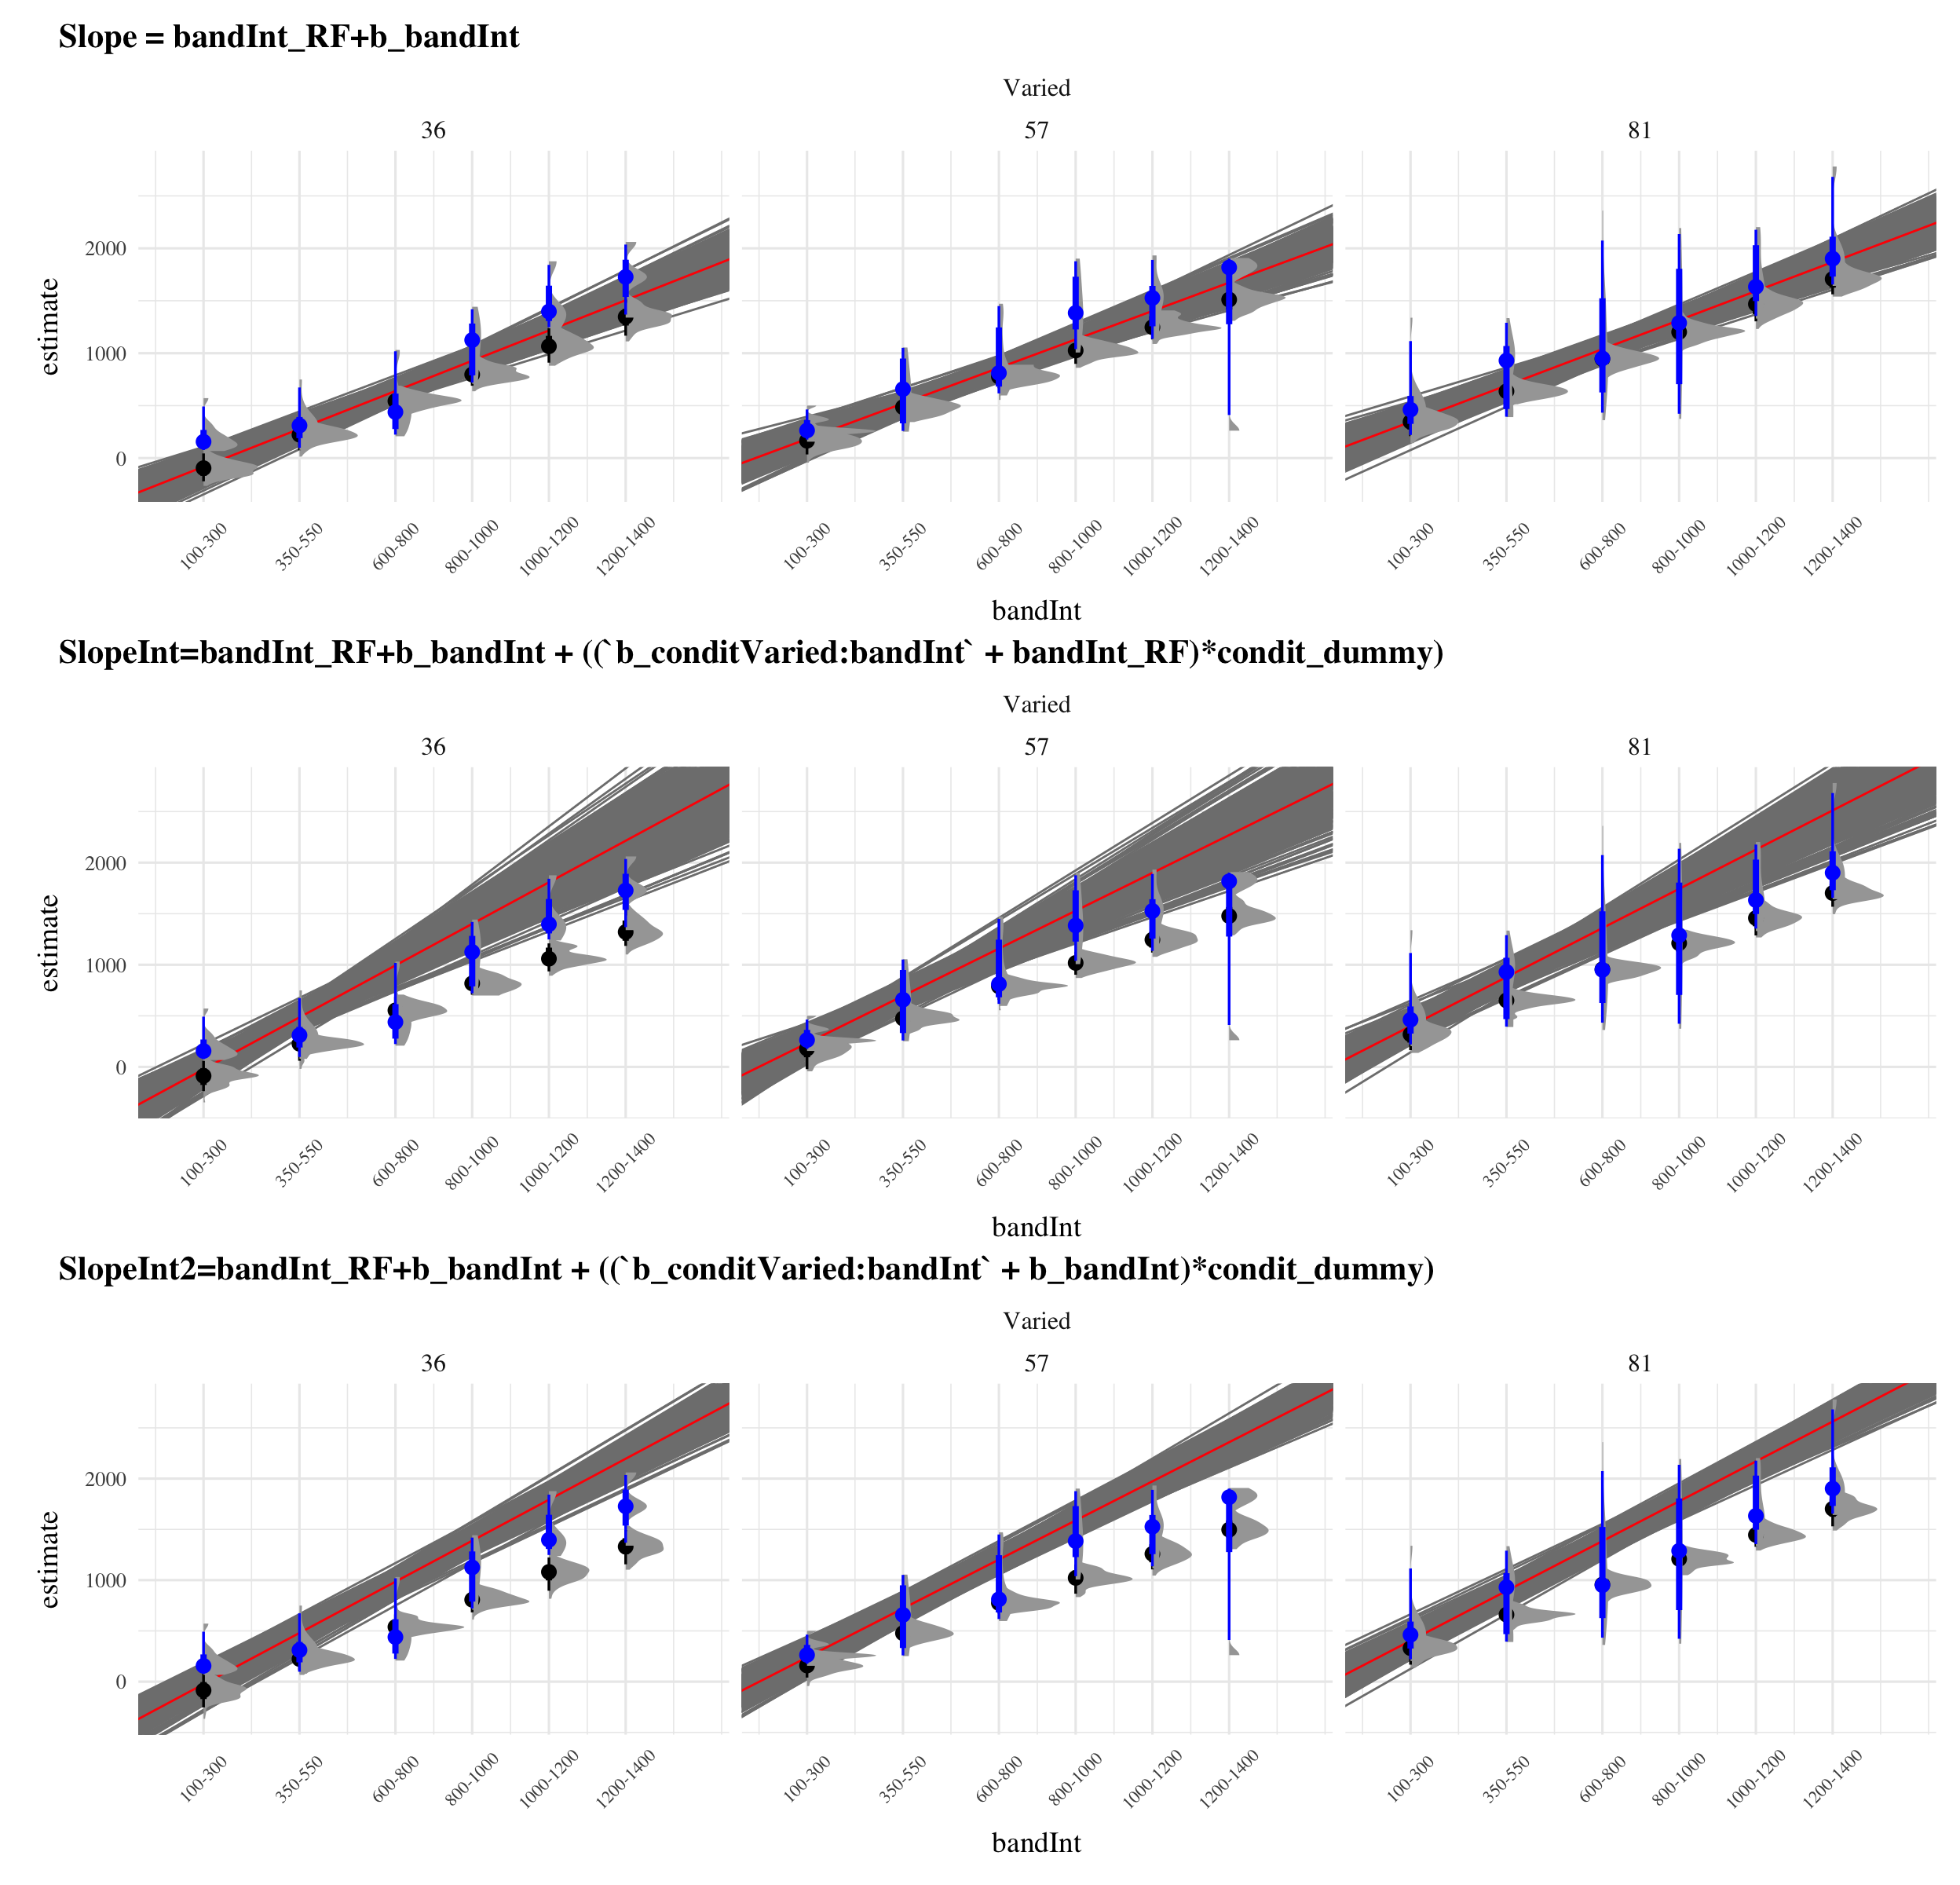 Slope = bandInt_RF+b_bandInt
Varied
36 57 81
estimate
2000
1000
0
100-300 350-550 600-800 800-1000 1000-1200 1200-1400 100-300 350-550 600-800 800-1000 1000-1200 1200-1400 100-300 350-550 600-800 800-1000 1000-1200 1200-1400
bandInt
SlopeInt=bandInt_RF+b_bandInt + ((`b_conditVaried:bandInt` + bandInt_RF)*condit_dummy)
Varied
36 57 81
estimate
2000
1000
0
100-300 350-550 600-800 800-1000 1000-1200 1200-1400 100-300 350-550 600-800 800-1000 1000-1200 1200-1400 100-300 350-550 600-800 800-1000 1000-1200 1200-1400
bandInt
SlopeInt2=bandInt_RF+b_bandInt + ((`b_conditVaried:bandInt` + b_bandInt)*condit_dummy)
Varied
36 57 81
estimate
2000
1000
0
100-300 350-550 600-800 800-1000 1000-1200 1200-1400 100-300 350-550 600-800 800-1000 1000-1200 1200-1400 100-300 350-550 600-800 800-1000 1000-1200 1200-1400
bandInt